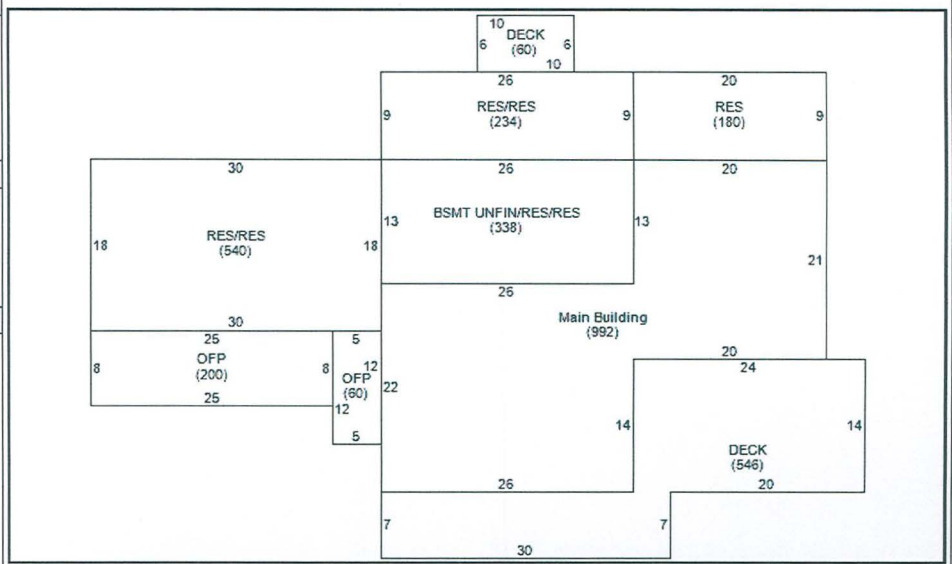 10
DECK
6 (60) 6
10
26 20
RES/RES RES
9 (234) 9 (180) 9
30 26 20
BSMT UNFIN/RES/RES
13 (338) 13
RES/RES
18 (540) 18
21
26
Main Building
(992)
30
25 5
20
24
OFP
8 (200) 8 12
OFP
(60)
22
25
12
14 14
5
DECK
(546)
26 20
7 7
30